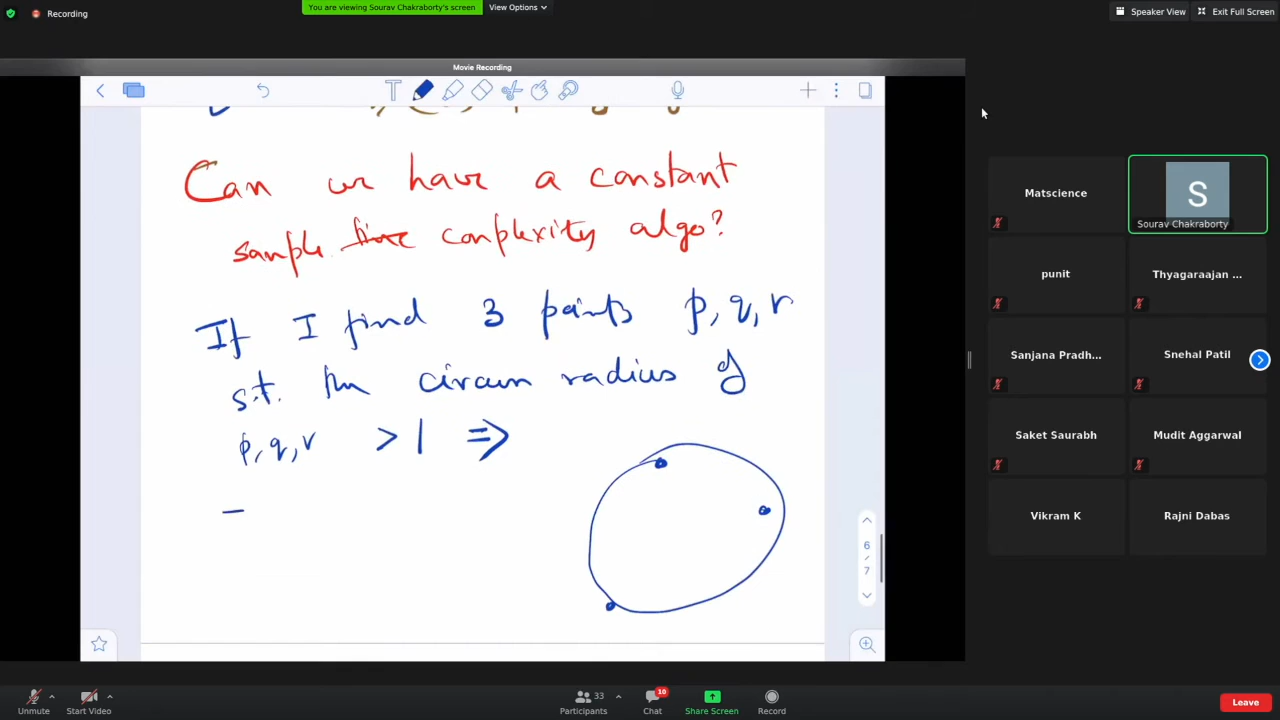 Recording
You are viewing Sourav Chakraborty's screen
View Options
Speaker View
Exit Full Screen
Movie Recording
T
Can we have a constant
sample time complexity algo?
If I find 3 points p, q, r
s.t. the circum radius of
p, q, r > 1 ⇒
6
/
7
Matscience
S
Sourav Chakraborty
punit
Thyagaraajan ...
Sanjana Pradh...
Snehal Patil
Saket Saurabh
Mudit Aggarwal
Vikram K
Rajni Dabas
Unmute
Start Video
33
Participants
10
Chat
Share Screen
Record
Leave